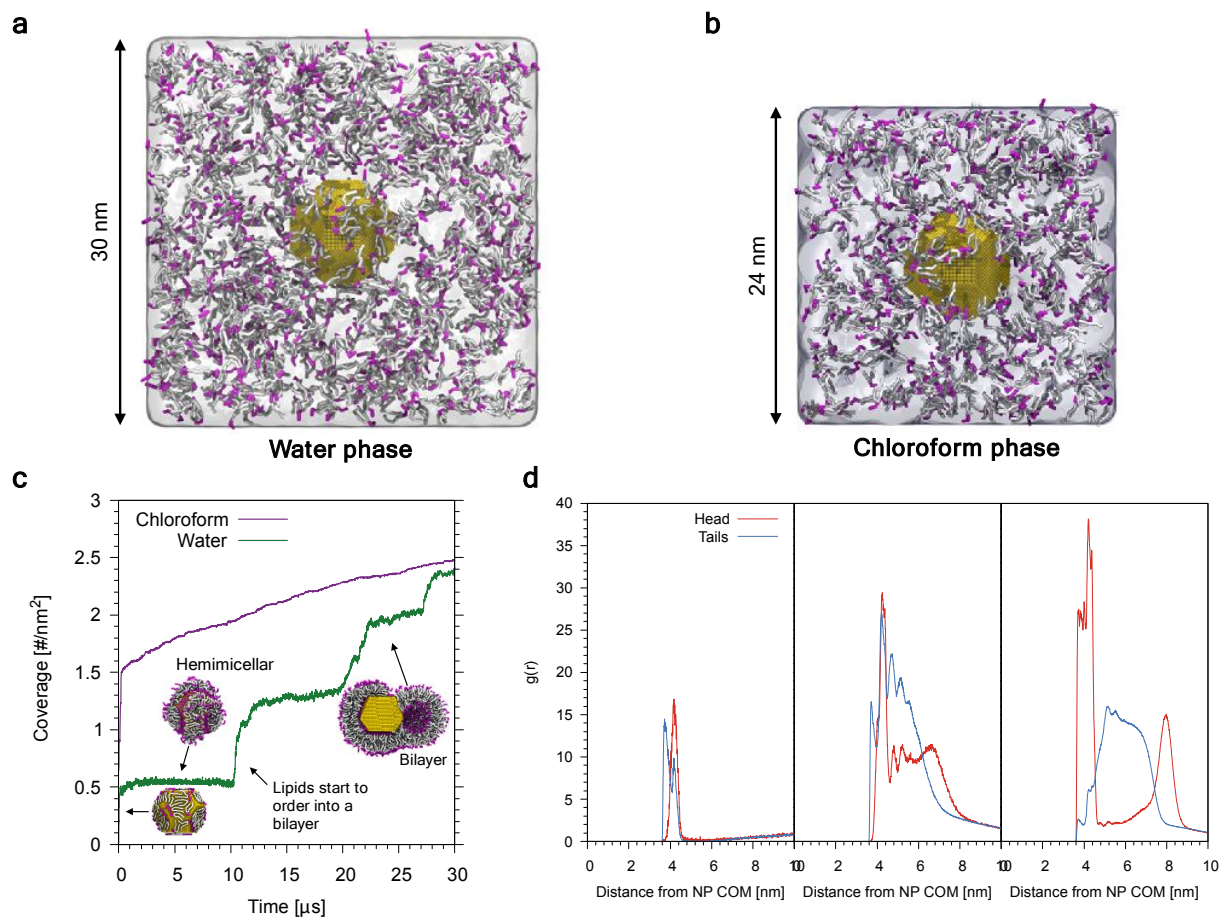 a
30 nm
Water phase
b
24 nm
Chloroform phase
c
Coverage [#/nm²]
3
2.5
2
1.5
1
0.5
0
Chloroform
Water
Hemimicellar
Bilayer
Lipids start to
order into a
bilayer
0 5 10 15 20 25 30
Time [µs]
d
g(r)
40
35
30
25
20
15
10
5
0
Head
Tails
0 2 4 6 8 10
0 2 4 6 8 10
0 2 4 6 8 10
Distance from NP COM [nm]
Distance from NP COM [nm]
Distance from NP COM [nm]